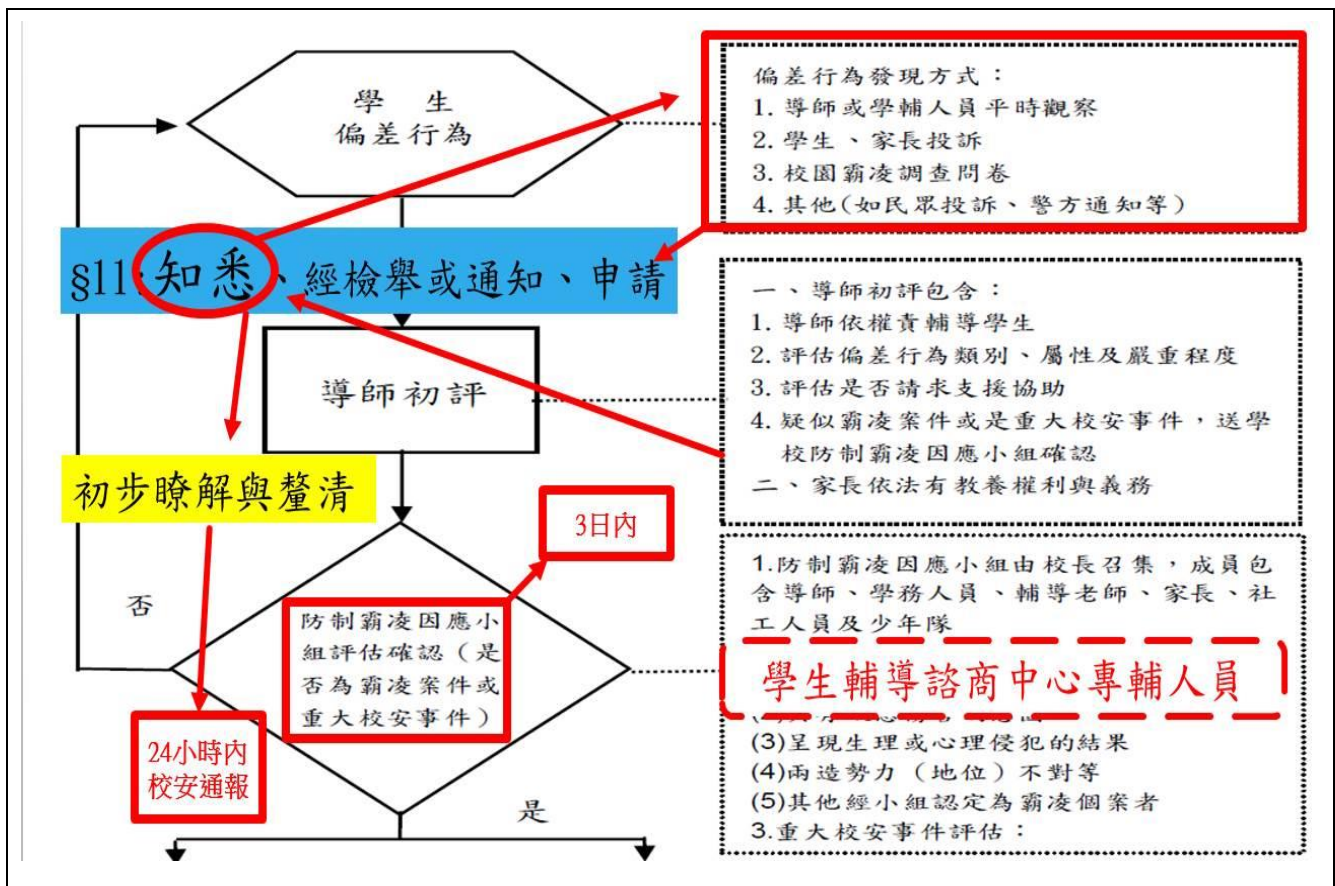 學 生
偏差行為
偏差行為發現方式：
1. 導師或學輔人員平時觀察
2. 學生、家長投訴
3. 校園霸凌調查問卷
4. 其他(如民眾投訴、警方通知等)
§11:知悉、經檢舉或通知、申請
導師初評
一、導師初評包含：
1. 導師依權責輔導學生
2. 評估偏差行為類別、屬性及嚴重程度
3. 評估是否請求支援協助
4. 疑似霸凌案件或是重大校安事件，送學
校防制霸凌因應小組確認
二、家長依法有教養權利與義務
初步瞭解與釐清
3日內
否
防制霸凌因應小
組評估確認（是
否為霸凌案件或
重大校安事件）
24小時內
校安通報
是
1.防制霸凌因應小組由校長召集，成員包
含導師、學務人員、輔導老師、家長、社
工人員及少年隊
學生輔導諮商中心專輔人員
(3)呈現生理或心理侵犯的結果
(4)兩造勢力（地位）不對等
(5)其他經小組認定為霸凌個案者
3.重大校安事件評估：